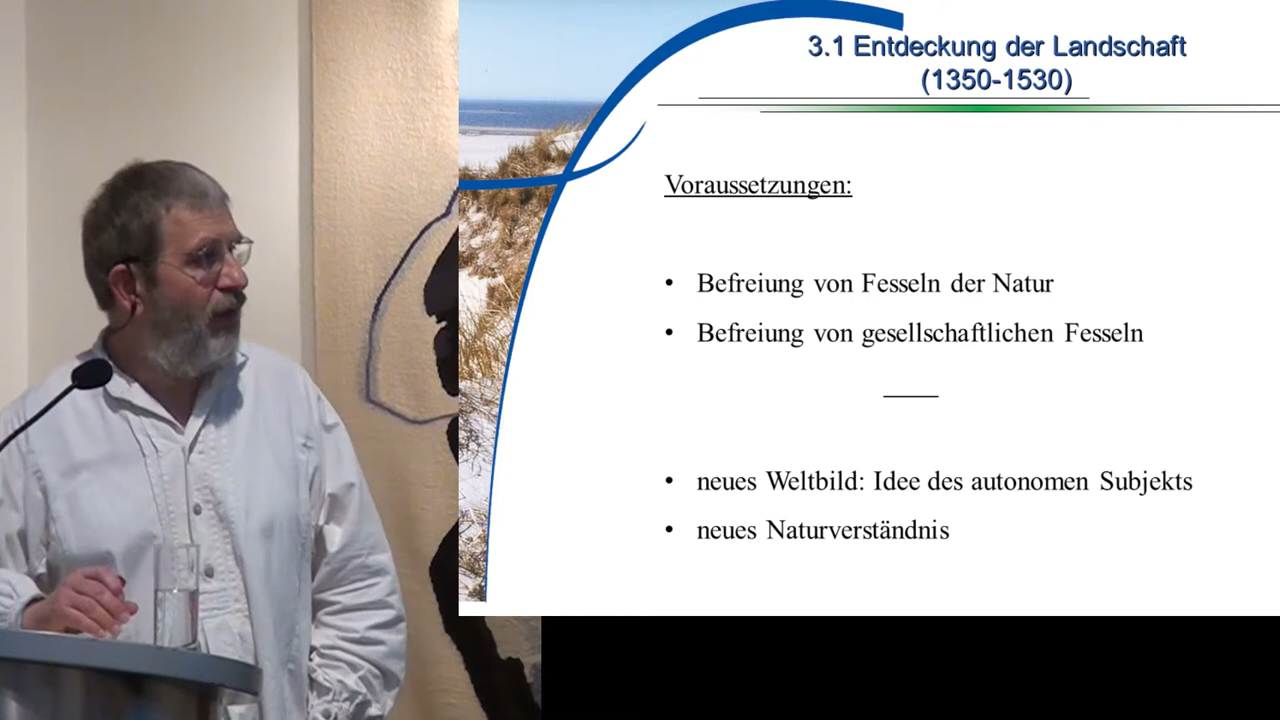 3.1 Entdeckung der Landschaft
(1350-1530)
Voraussetzungen:
• Befreiung von Fesseln der Natur
• Befreiung von gesellschaftlichen Fesseln
• neues Weltbild: Idee des autonomen Subjekts
• neues Naturverständnis